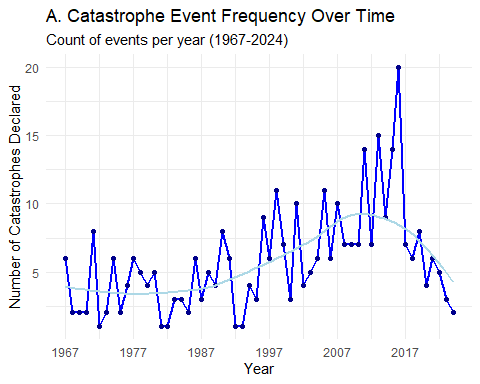 A. Catastrophe Event Frequency Over Time
Count of events per year (1967-2024)
Number of Catastrophes Declared
20
15
10
5
1967 1977 1987 1997 2007 2017
Year